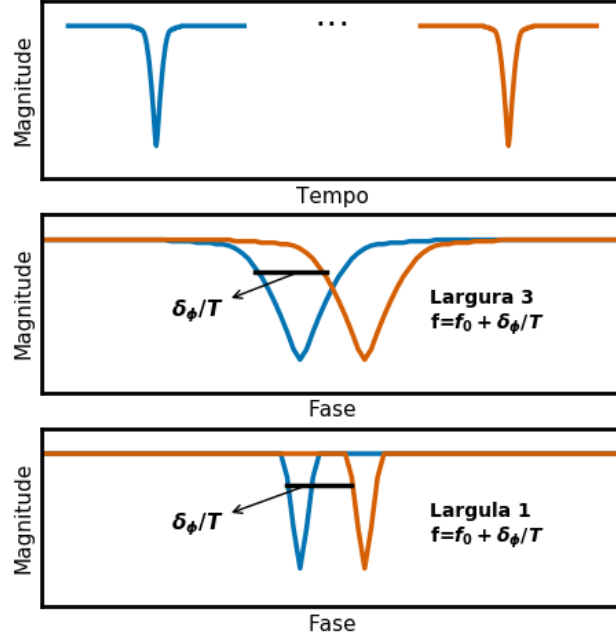 Magnitude
...
Tempo
Magnitude
δϕ/T
Largura 3
f=f₀ + δϕ/T
Fase
Magnitude
δϕ/T
Largula 1
f=f₀ + δϕ/T
Fase